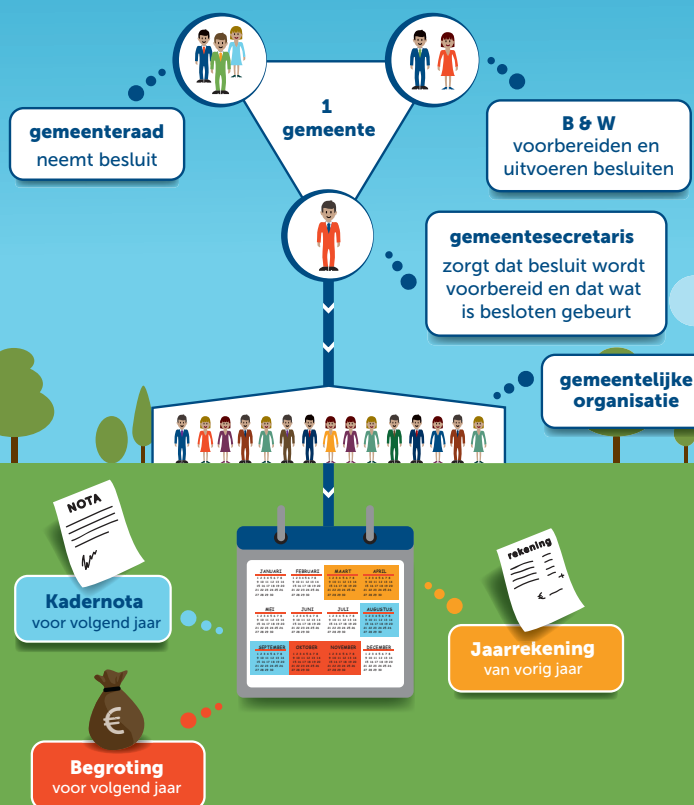 1
gemeente
gemeenteraad
neemt besluit
B & W
voorbereiden en
uitvoeren besluiten
gemeentesecretaris
zorgt dat besluit wordt
voorbereid en dat wat
is besloten gebeurt
gemeentelijke
organisatie
NOTA
Kadernota
voor volgend jaar
JANUARI FEBRUARI MAART APRIL
MEI JUNI JULI AUGUSTUS
SEPTEMBER OKTOBER NOVEMBER DECEMBER
rekening
€
Jaarrekening
van vorig jaar
€
Begroting
voor volgend jaar